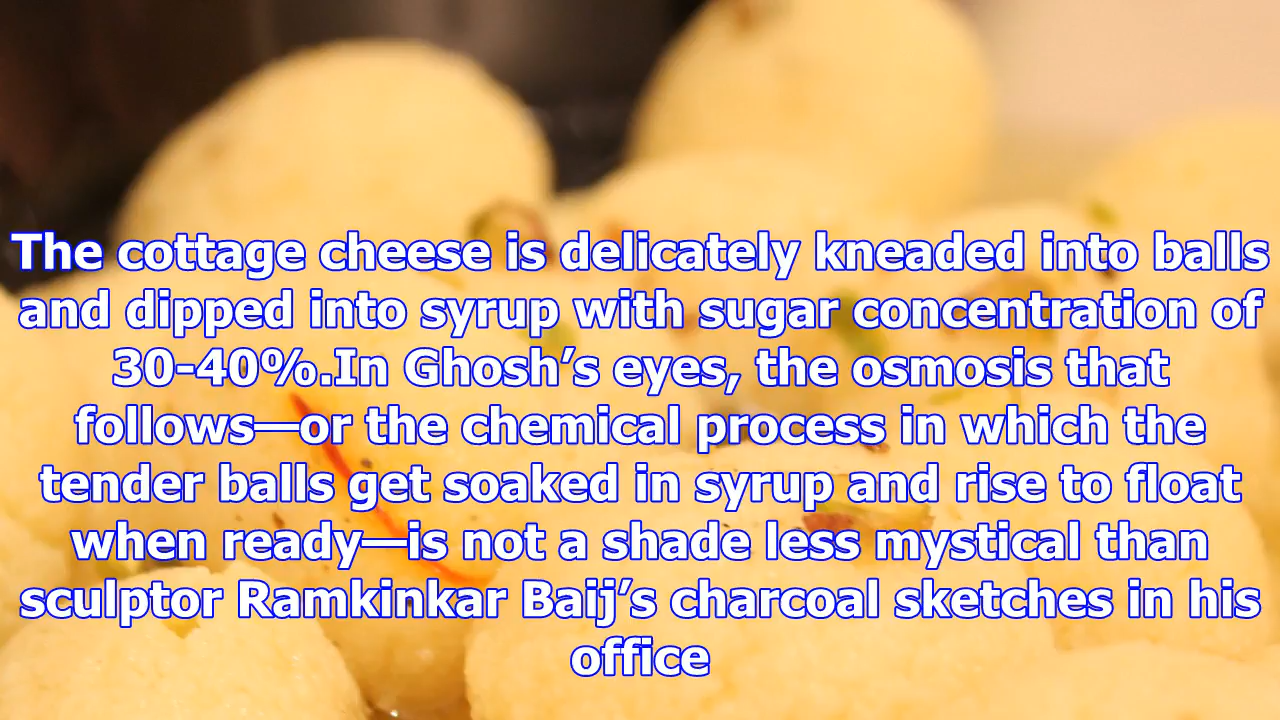 The cottage cheese is delicately kneaded into balls
and dipped into syrup with sugar concentration of
30-40%.In Ghosh’s eyes, the osmosis that
follows—or the chemical process in which the
tender balls get soaked in syrup and rise to float
when ready—is not a shade less mystical than
sculptor Ramkinkar Baij’s charcoal sketches in his
office